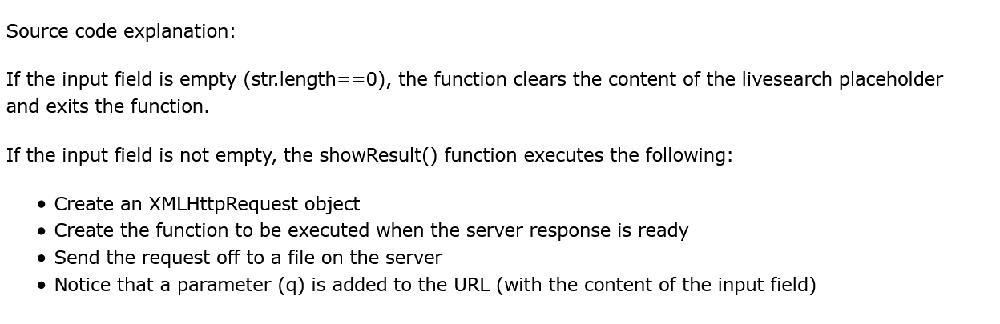 Source code explanation:
If the input field is empty (str.length==0), the function clears the content of the livesearch placeholder
and exits the function.
If the input field is not empty, the showResult() function executes the following:
• Create an XMLHttpRequest object
• Create the function to be executed when the server response is ready
• Send the request off to a file on the server
• Notice that a parameter (q) is added to the URL (with the content of the input field)